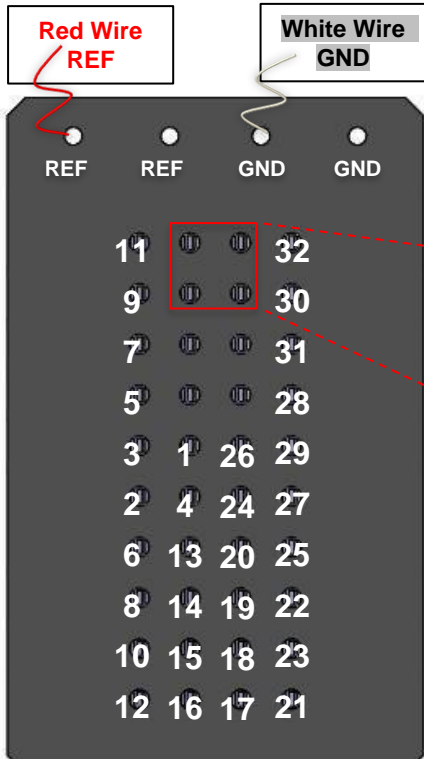 Red Wire
REF
White Wire
GND
REF REF GND GND
11 32
9 30
7 31
5 28
3 1 26 29
2 4 24 27
6 13 20 25
8 14 19 22
10 15 18 23
12 16 17 21